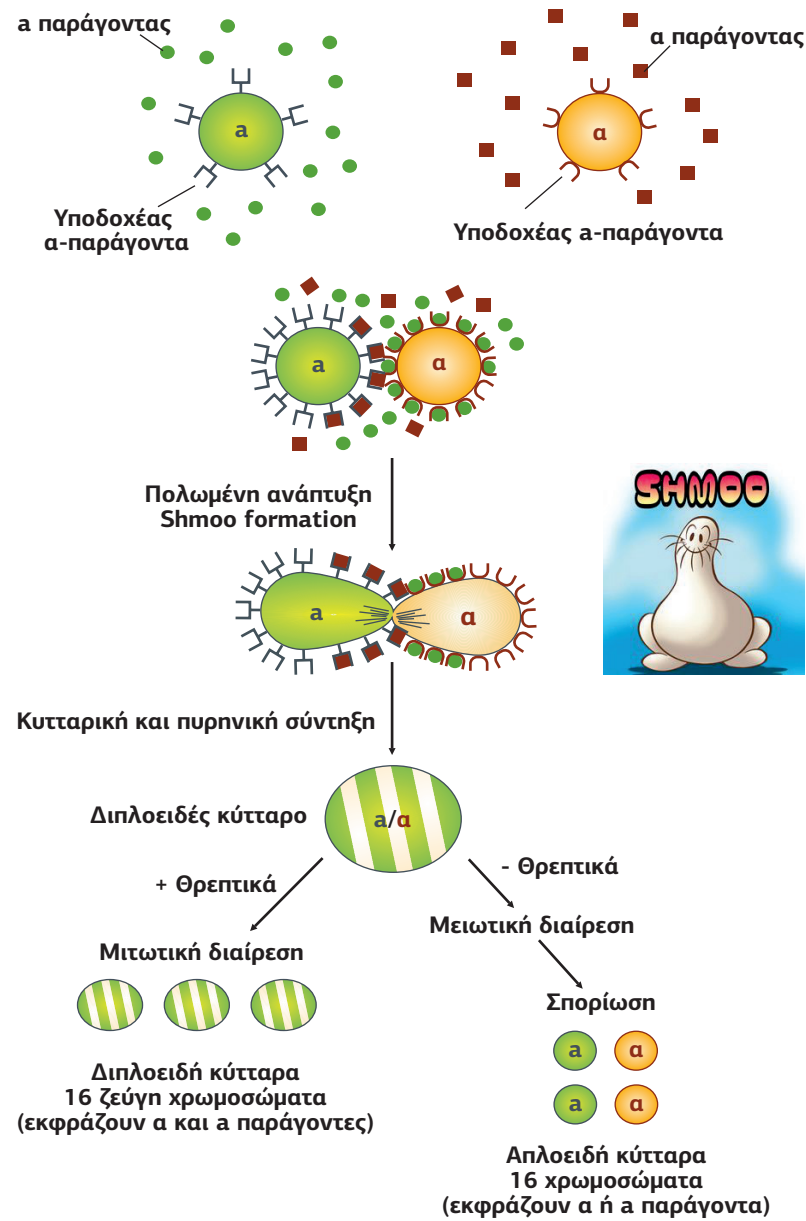 a παράγοντας
α παράγοντας
a
α
Υποδοχέας
α-παράγοντα
Υποδοχέας a-παράγοντα
a
α
Πολωμένη ανάπτυξη
Shmoo formation
SHMOO
a
α
Κυτταρική και πυρηνική σύντηξη
Διπλοειδές κύτταρο
a/α
+ Θρεπτικά
- Θρεπτικά
Μιτωτική διαίρεση
Μειωτική διαίρεση
Σπορίωση
a
α
a
α
Διπλοειδή κύτταρα
16 ζεύγη χρωμοσώματα
(εκφράζουν α και a παράγοντες)
Απλοειδή κύτταρα
16 χρωμοσώματα
(εκφράζουν α ή a παράγοντα)